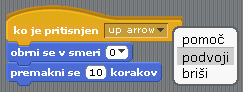 ko je pritisnjen up arrow
obrni se v smeri 0
premakni se 10 korakov
pomoč
podvoji
briši